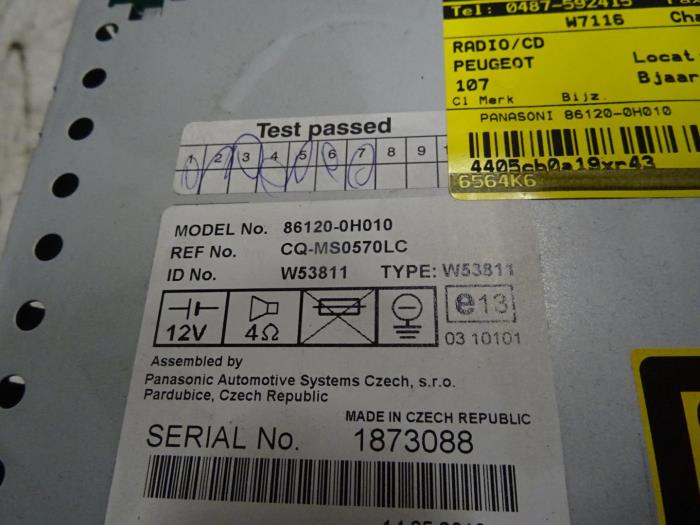 Tel: 0487-592415
W7116
RADIO/CD
PEUGEOT
107
Locat
Bjaar
Cl Merk Bijz.
PANASONI 86120-0H010
4405cb0a19xr43
6564K6
Test passed
1 2 3 4 5 6 7 8 9
MODEL No. 86120-0H010
REF No. CQ-MS0570LC
ID No. W53811 TYPE: W53811
12V 4Ω
e13
03 10101
Assembled by
Panasonic Automotive Systems Czech, s.r.o.
Pardubice, Czech Republic
MADE IN CZECH REPUBLIC
SERIAL No. 1873088